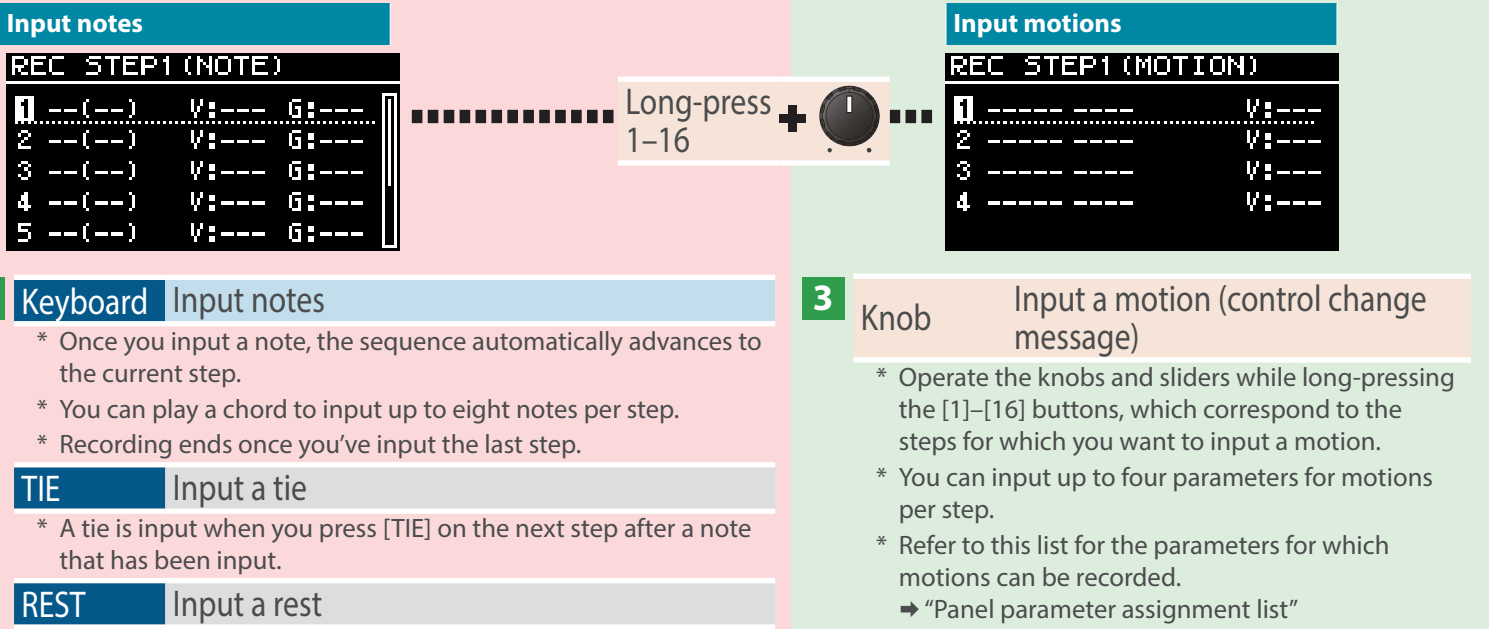 Input notes
REC STEP1(NOTE)
1 --(--) V:--- G:---
2 --(--) V:--- G:---
3 --(--) V:--- G:---
4 --(--) V:--- G:---
5 --(--) V:--- G:---
Long-press
1–16
Input motions
REC STEP1(MOTION)
1 ----- ---- V:---
2 ----- ---- V:---
3 ----- ---- V:---
4 ----- ---- V:---
Keyboard Input notes
* Once you input a note, the sequence automatically advances to
the current step.
* You can play a chord to input up to eight notes per step.
* Recording ends once you’ve input the last step.
TIE Input a tie
* A tie is input when you press [TIE] on the next step after a note
that has been input.
REST Input a rest
3
Knob Input a motion (control change
message)
* Operate the knobs and sliders while long-pressing
the [1]–[16] buttons, which correspond to the
steps for which you want to input a motion.
* You can input up to four parameters for motions
per step.
* Refer to this list for the parameters for which
motions can be recorded.
➡ “Panel parameter assignment list”